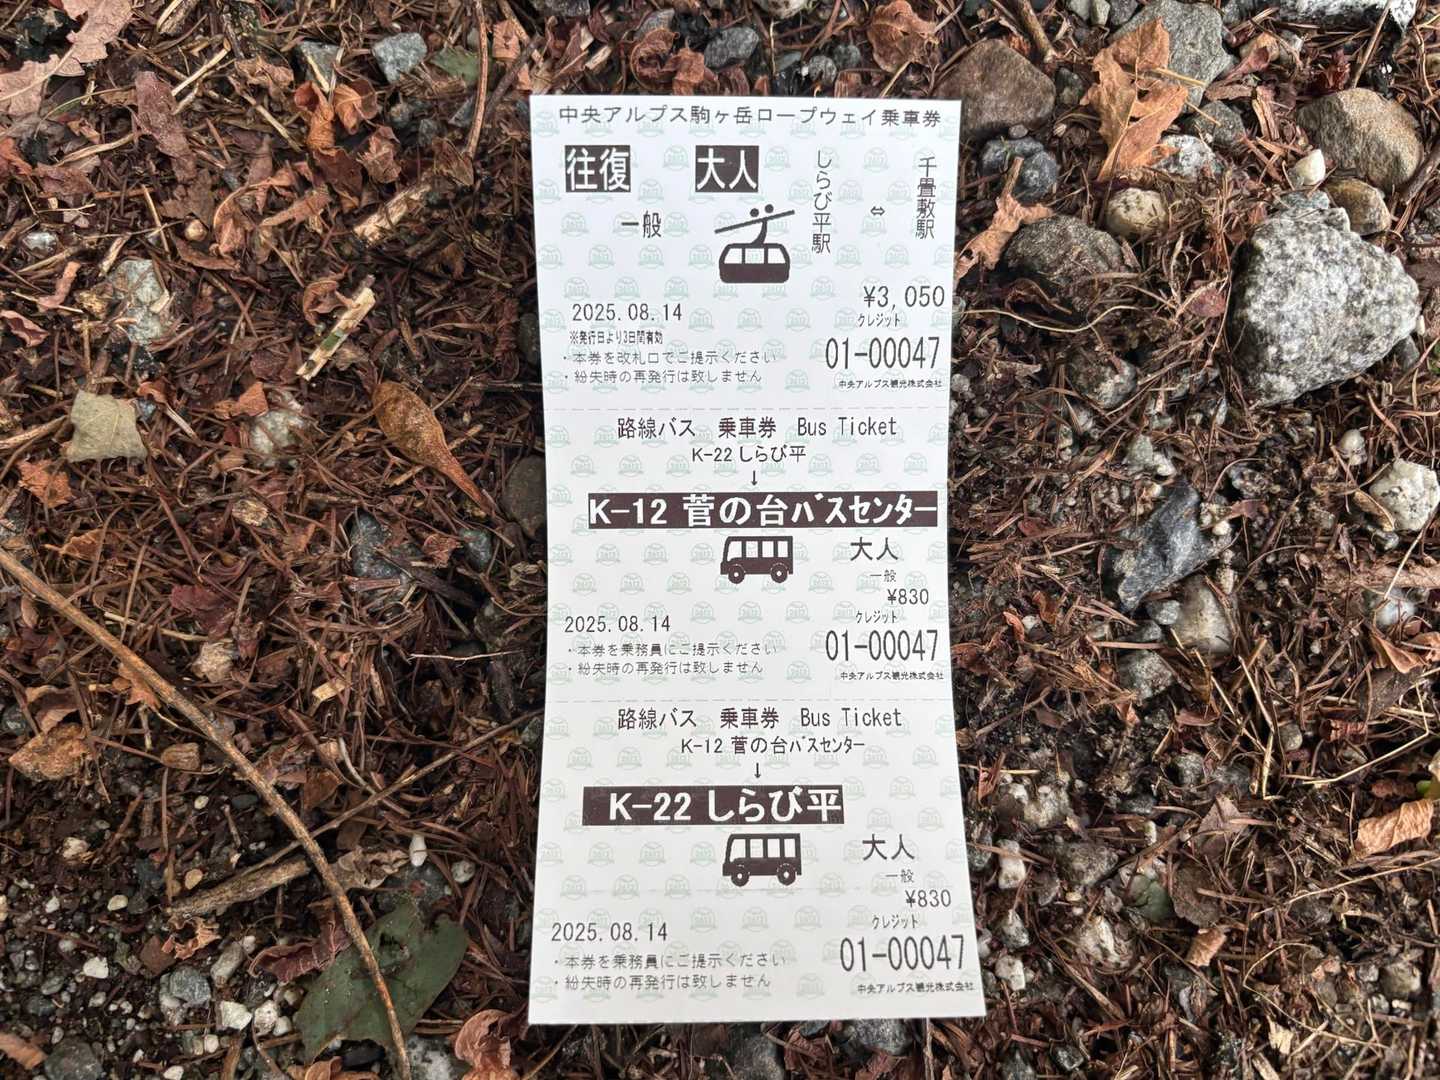 中央アルプス駒ヶ岳ロープウェイ乗車券
往復 大人
一般
しらび平駅 ⇔ 千畳敷駅
¥3,050
クレジット
2025.08.14
※発行日より3日間有効
・本券を改札口でご提示ください
・紛失時の再発行は致しません
01-00047
中央アルプス観光株式会社
路線バス 乗車券 Bus Ticket
K-22 しらび平
↓
K-12 菅の台バスセンター
大人
一般
¥830
クレジット
2025.08.14
01-00047
・本券を乗務員にご提示ください
・紛失時の再発行は致しません
中央アルプス観光株式会社
路線バス 乗車券 Bus Ticket
K-12 菅の台バスセンター
↓
K-22 しらび平
大人
一般
¥830
クレジット
2025.08.14
01-00047
・本券を乗務員にご提示ください
・紛失時の再発行は致しません
中央アルプス観光株式会社